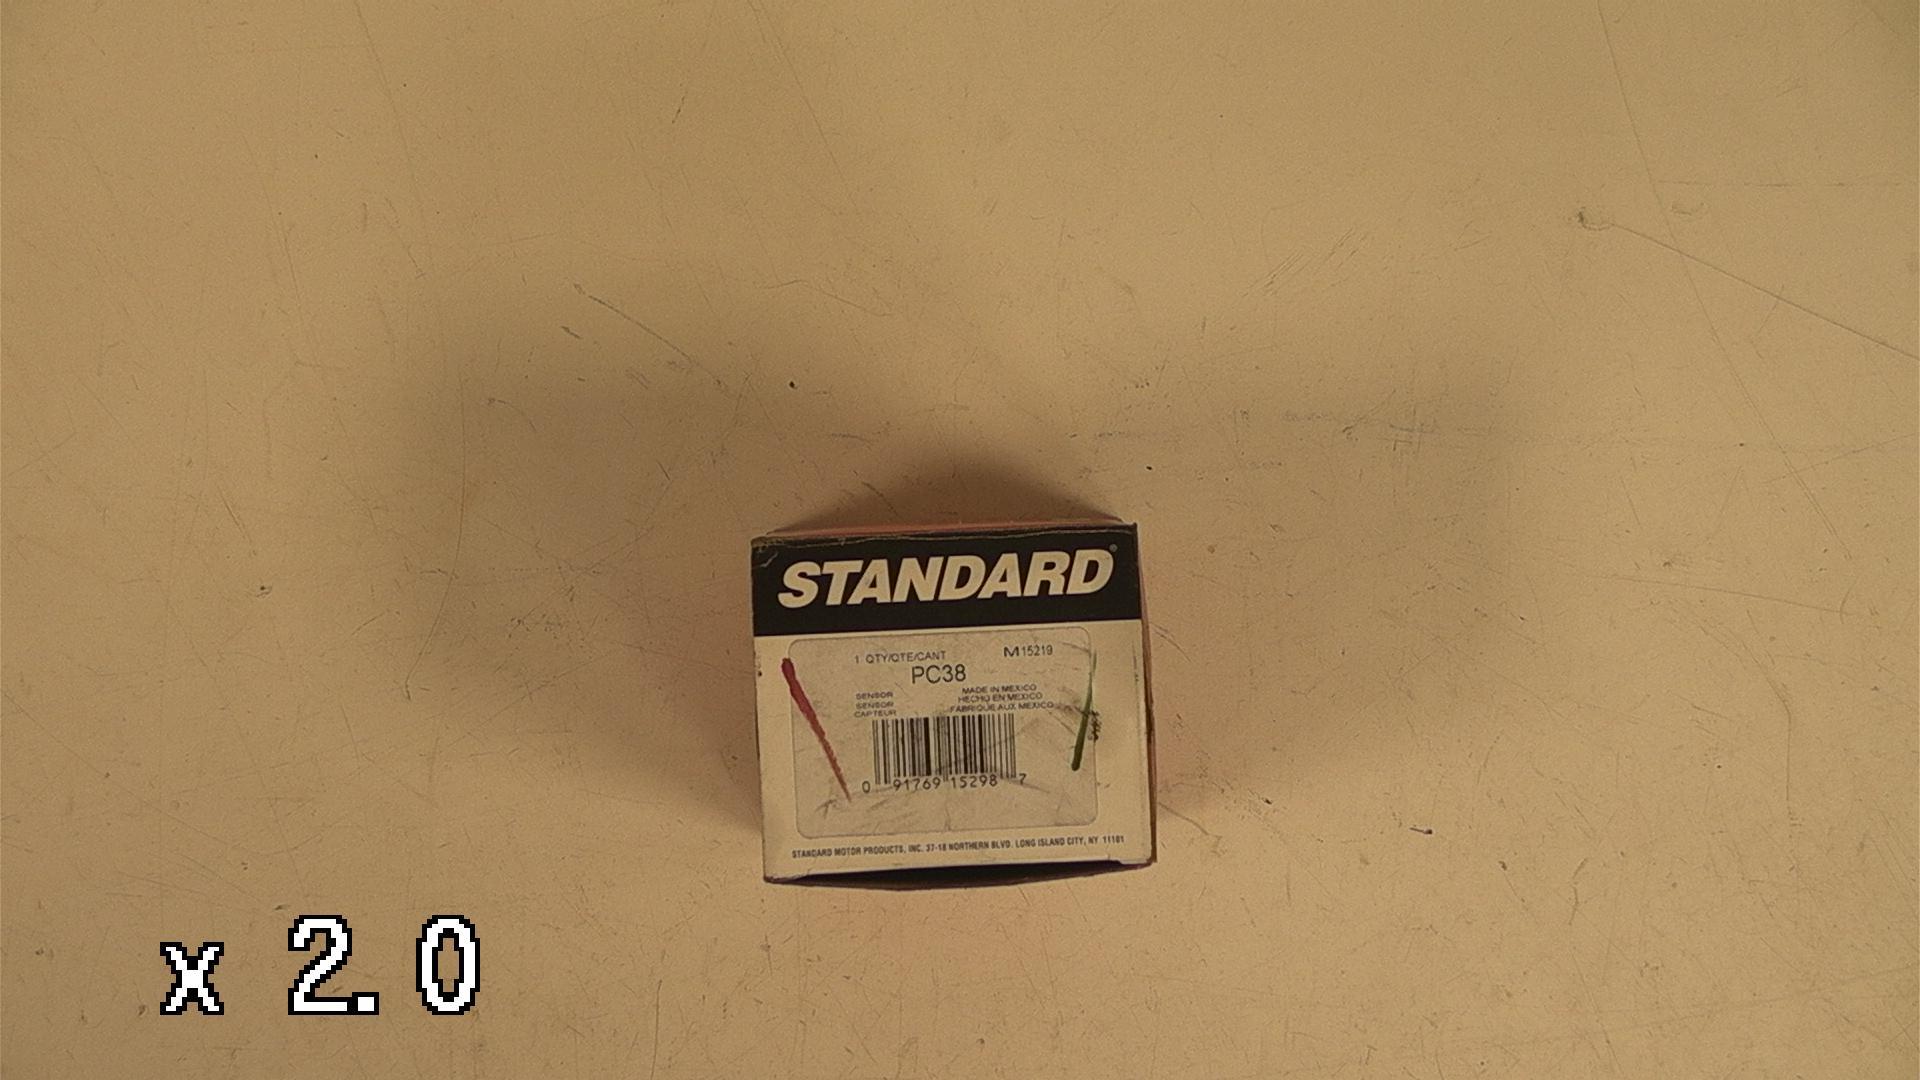 STANDARD®
1 QTY/QTE/CANT M15219
PC38
SENSOR MADE IN MEXICO
SENSOR HECHO EN MEXICO
CAPTEUR FABRIQUE AUX MEXICO
0 91769 15298 7
STANDARD MOTOR PRODUCTS, INC. 37-18 NORTHERN BLVD. LONG ISLAND CITY, NY 11101
x 2.0